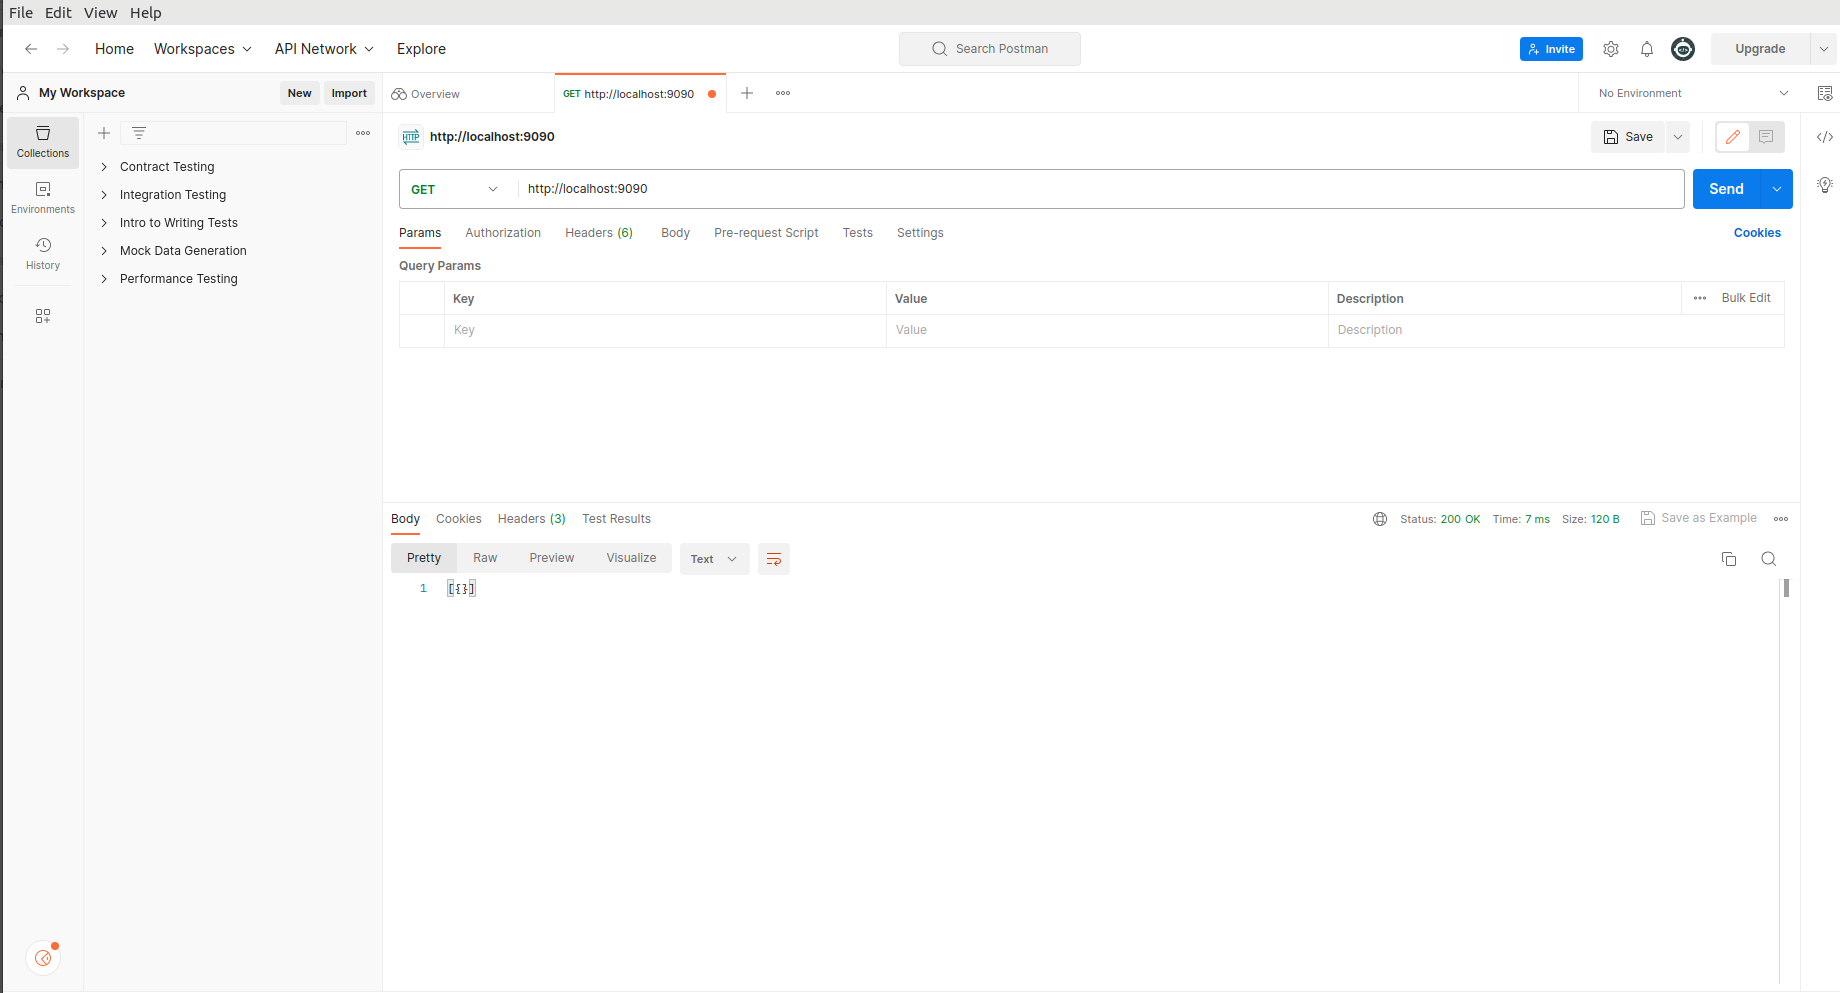 File Edit View Help
Home Workspaces API Network Explore Search Postman Invite Upgrade
My Workspace New Import Overview GET http://localhost:9090 No Environment
Collections
Environments
History
Contract Testing
Integration Testing
Intro to Writing Tests
Mock Data Generation
Performance Testing
HTTP http://localhost:9090 Save
GET http://localhost:9090 Send
Params Authorization Headers (6) Body Pre-request Script Tests Settings Cookies
Query Params
Key Value Description Bulk Edit
Key Value Description
Body Cookies Headers (3) Test Results Status: 200 OK Time: 7 ms Size: 120 B Save as Example
Pretty Raw Preview Visualize Text
1 [{}]